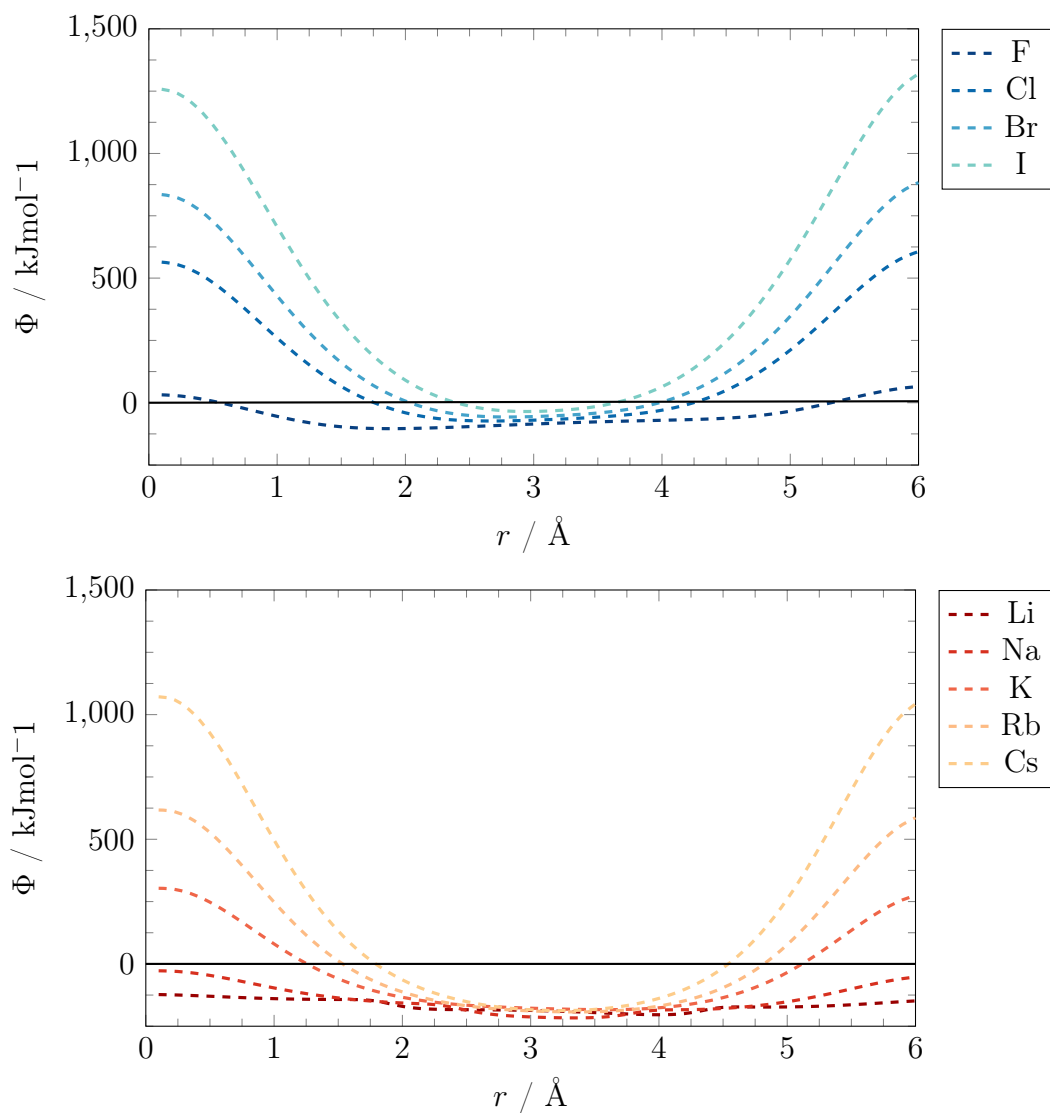 1,500
1,000
500
0
Φ / kJmol−1
0 1 2 3 4 5 6
r / Å
F
Cl
Br
I
1,500
1,000
500
0
Φ / kJmol−1
0 1 2 3 4 5 6
r / Å
Li
Na
K
Rb
Cs